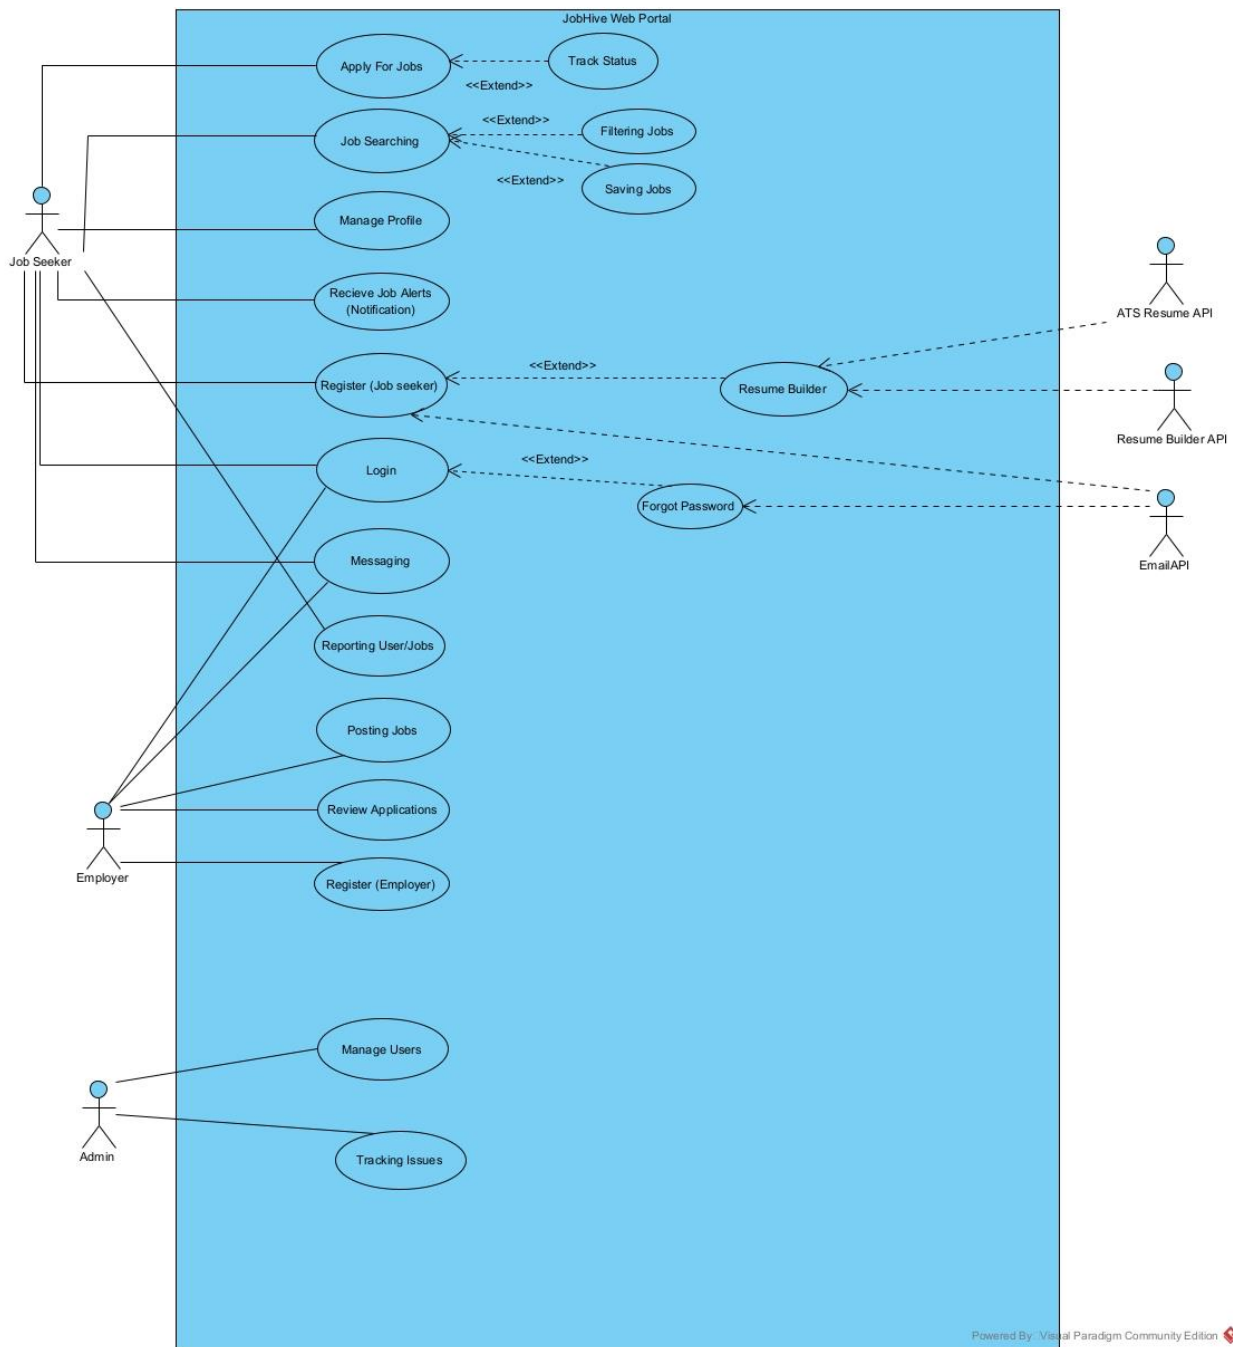 JobHive Web Portal
Apply For Jobs
Track Status
<<Extend>>
Job Searching
<<Extend>>
Filtering Jobs
<<Extend>>
Saving Jobs
Manage Profile
Job Seeker
Recieve Job Alerts
(Notification)
ATS Resume API
Register (Job seeker)
<<Extend>>
Resume Builder
Resume Builder API
Login
<<Extend>>
Forgot Password
EmailAPI
Messaging
Reporting User/Jobs
Posting Jobs
Review Applications
Employer
Register (Employer)
Manage Users
Admin
Tracking Issues
Powered By Visual Paradigm Community Edition